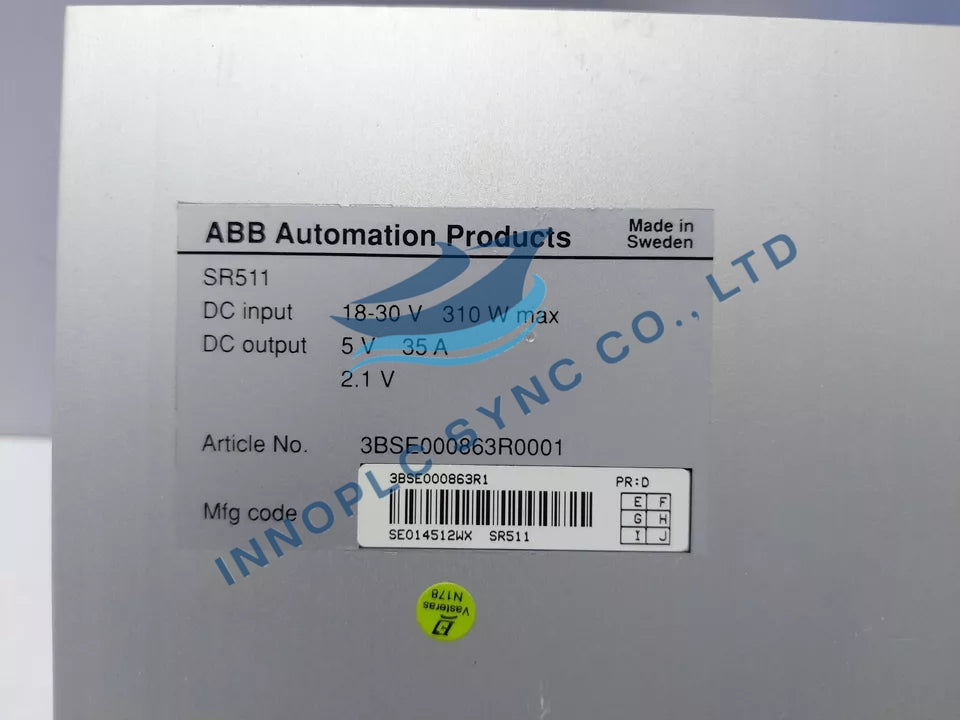 ABB Automation Products
Made in
Sweden
SR511
DC input 18-30 V 310 W max
DC output 5 V 35 A
2.1 V
Article No. 3BSE000863R0001
Mfg code
3BSE000863R1
PR:D
E F
G H
I J
SE014512WX SR511
INNOPLC SYNC CO., LTD
Vasteras
N178